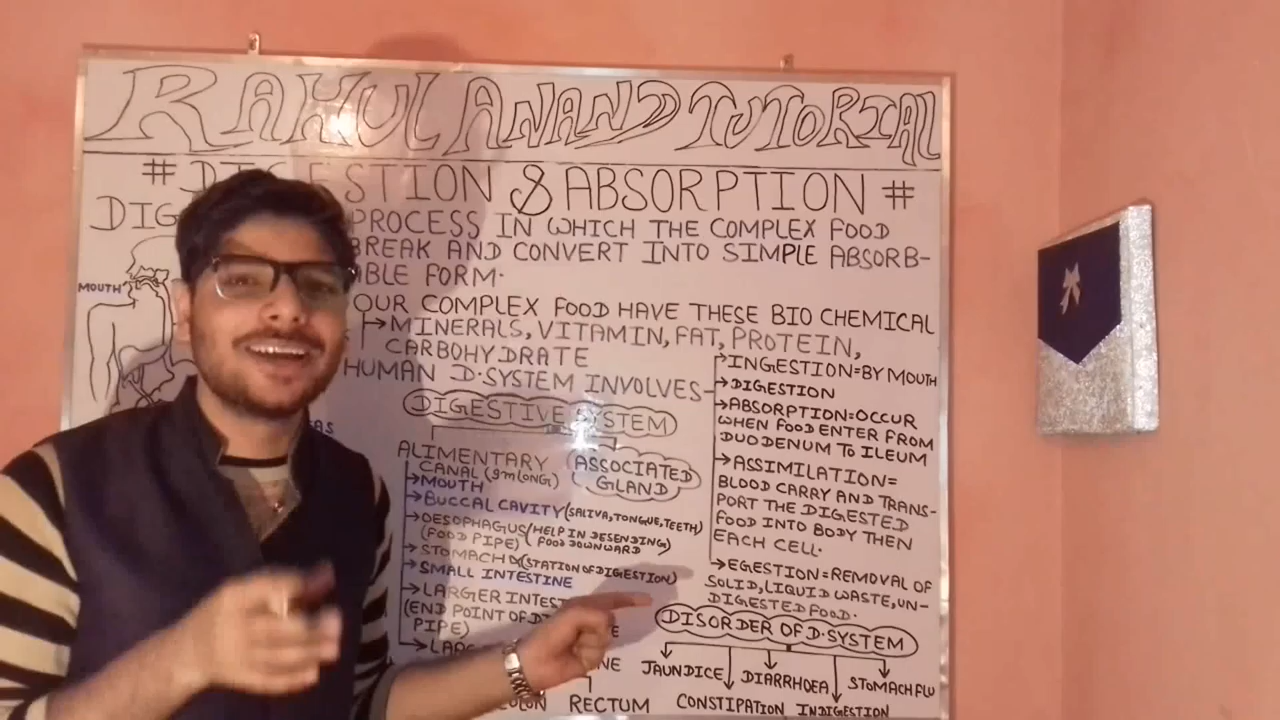 RAHUL ANAND TUTORIAL
# DIGESTION & ABSORPTION #
PROCESS IN WHICH THE COMPLEX FOOD
BREAK AND CONVERT INTO SIMPLE ABSORB-
ABLE FORM.
MOUTH
OUR COMPLEX FOOD HAVE THESE BIO CHEMICAL
→MINERALS, VITAMIN, FAT, PROTEIN,
CARBOHYDRATE
HUMAN D.SYSTEM INVOLVES-
DIGESTIVE SYSTEM
ALIMENTARY
CANAL (9m LONG)
→MOUTH
→BUCCAL CAVITY (SALIVA, TONGUE, TEETH)
→OESOPHAGUS (HELP IN DESENDING)
(FOOD PIPE) FOOD DOWNWARD
→STOMACH (STATION OF DIGESTION)
→SMALL INTESTINE
→LARGER
(END POINT OF
PIPE)
COLON RECTUM
ASSOCIATED
GLAND
→INGESTION=BY MOUTH
→DIGESTION
→ABSORPTION=OCCUR
WHEN FOOD ENTER FROM
DUODENUM TO ILEUM
→ASSIMILATION=
BLOOD CARRY AND TRANS-
PORT THE DIGESTED
FOOD INTO BODY THEN
EACH CELL.
→EGESTION=REMOVAL OF
SOLID, LIQUID WASTE, UN-
DIGESTED FOOD.
DISORDER OF D.SYSTEM
JAUNDICE DIARRHOEA STOMACH FLU
CONSTIPATION INDIGESTION